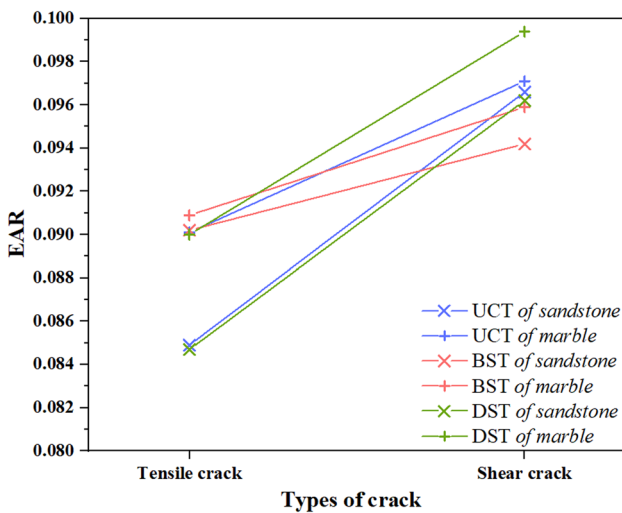 0.100
0.098
0.096
0.094
0.092
0.090
0.088
0.086
0.084
0.082
0.080
EAR
UCT of sandstone
UCT of marble
BST of sandstone
BST of marble
DST of sandstone
DST of marble
Tensile crack
Shear crack
Types of crack